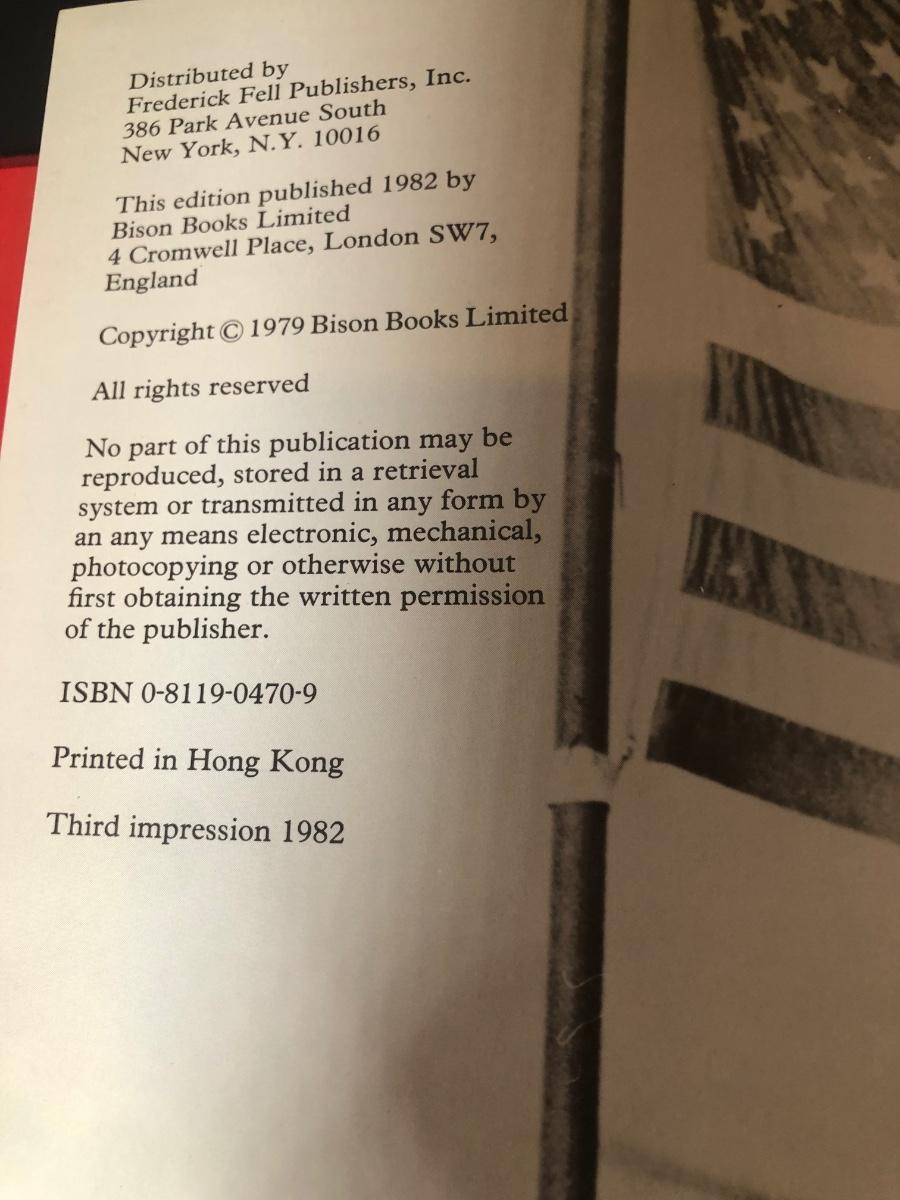 Distributed by
Frederick Fell Publishers, Inc.
386 Park Avenue South
New York, N.Y. 10016
This edition published 1982 by
Bison Books Limited
4 Cromwell Place, London SW7,
England
Copyright © 1979 Bison Books Limited
All rights reserved
No part of this publication may be
reproduced, stored in a retrieval
system or transmitted in any form by
an any means electronic, mechanical,
photocopying or otherwise without
first obtaining the written permission
of the publisher.
ISBN 0-8119-0470-9
Printed in Hong Kong
Third impression 1982